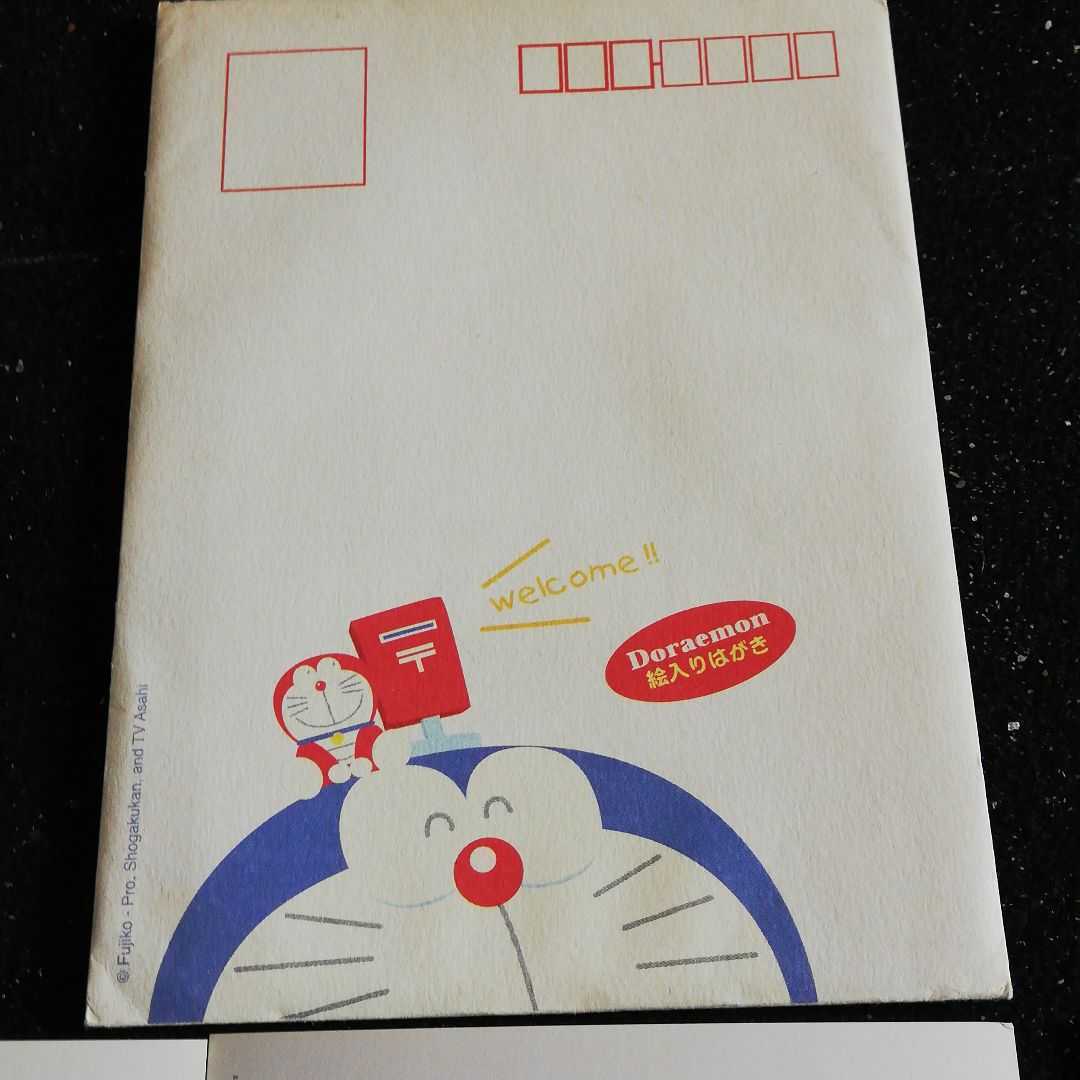 welcome!!
〒
Doraemon
絵入りはがき
© Fujiko - Pro, Shogakukan, and TV Asahi